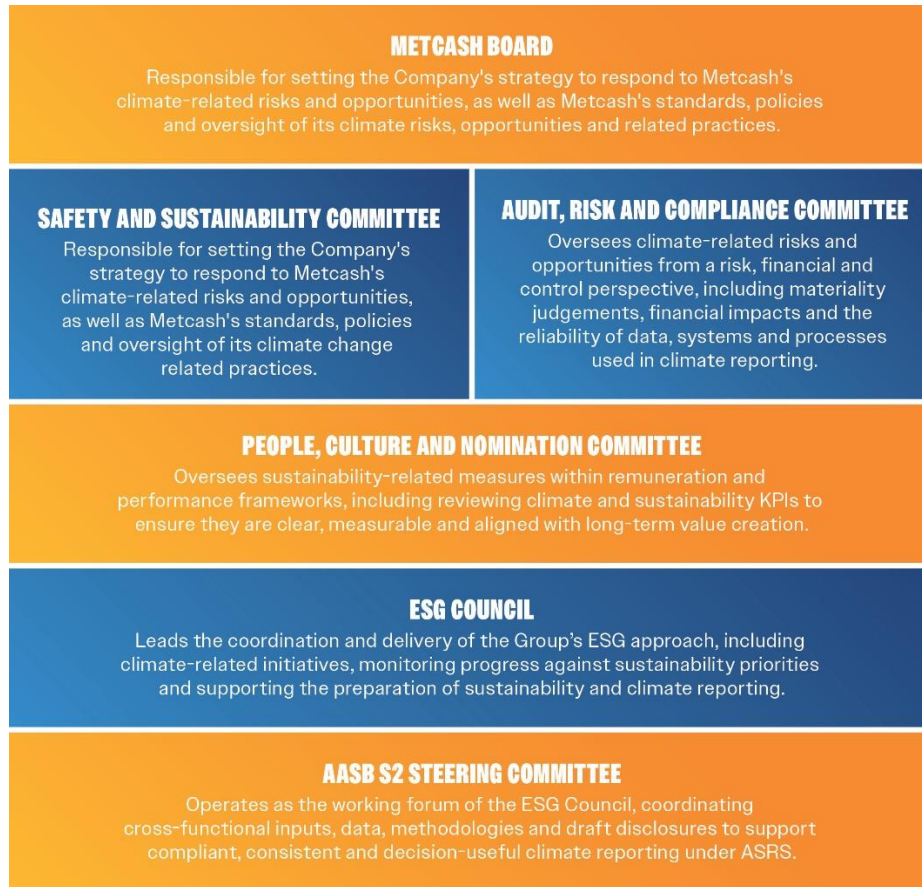 METCASH BOARD
Responsible for setting the Company's strategy to respond to Metcash's
climate-related risks and opportunities, as well as Metcash's standards, policies
and oversight of its climate risks, opportunities and related practices.
SAFETY AND SUSTAINABILITY COMMITTEE
Responsible for setting the Company's
strategy to respond to Metcash's
climate-related risks and opportunities,
as well as Metcash's standards, policies
and oversight of its climate change
related practices.
AUDIT, RISK AND COMPLIANCE COMMITTEE
Oversees climate-related risks and
opportunities from a risk, financial and
control perspective, including materiality
judgements, financial impacts and the
reliability of data, systems and processes
used in climate reporting.
PEOPLE, CULTURE AND NOMINATION COMMITTEE
Oversees sustainability-related measures within remuneration and
performance frameworks, including reviewing climate and sustainability KPIs to
ensure they are clear, measurable and aligned with long-term value creation.
ESG COUNCIL
Leads the coordination and delivery of the Group’s ESG approach, including
climate-related initiatives, monitoring progress against sustainability priorities
and supporting the preparation of sustainability and climate reporting.
AASB S2 STEERING COMMITTEE
Operates as the working forum of the ESG Council, coordinating
cross-functional inputs, data, methodologies and draft disclosures to support
compliant, consistent and decision-useful climate reporting under ASRS.